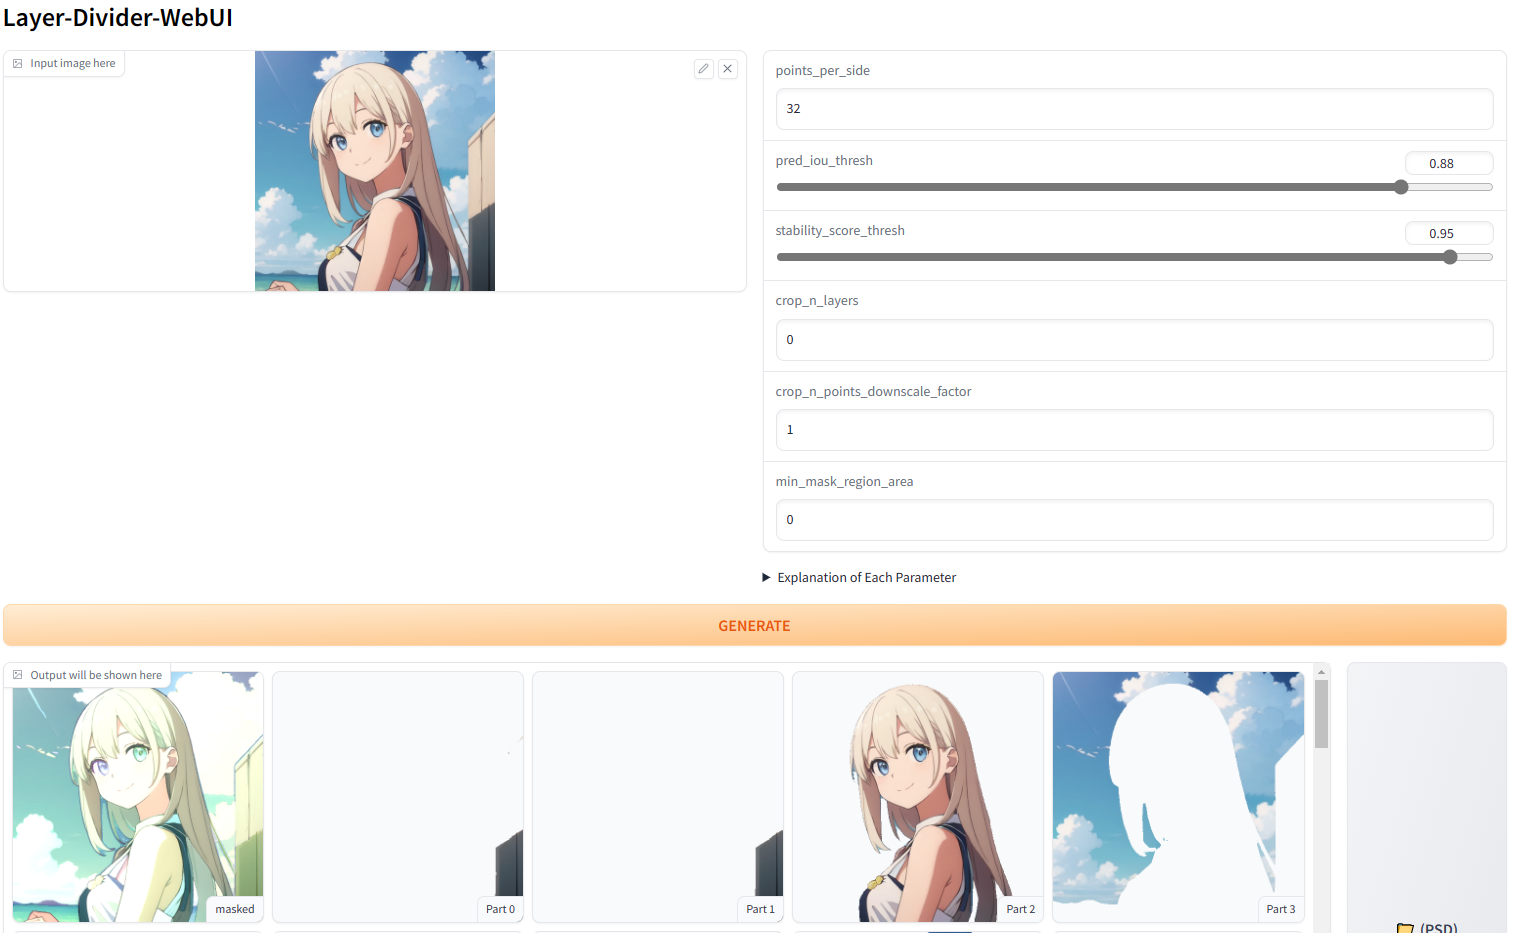 Layer-Divider-WebUI
Input image here
points_per_side
32
pred_iou_thresh
0.88
stability_score_thresh
0.95
crop_n_layers
0
crop_n_points_downscale_factor
1
min_mask_region_area
0
Explanation of Each Parameter
GENERATE
Output will be shown here
masked
Part 0
Part 1
Part 2
Part 3
(PSD)